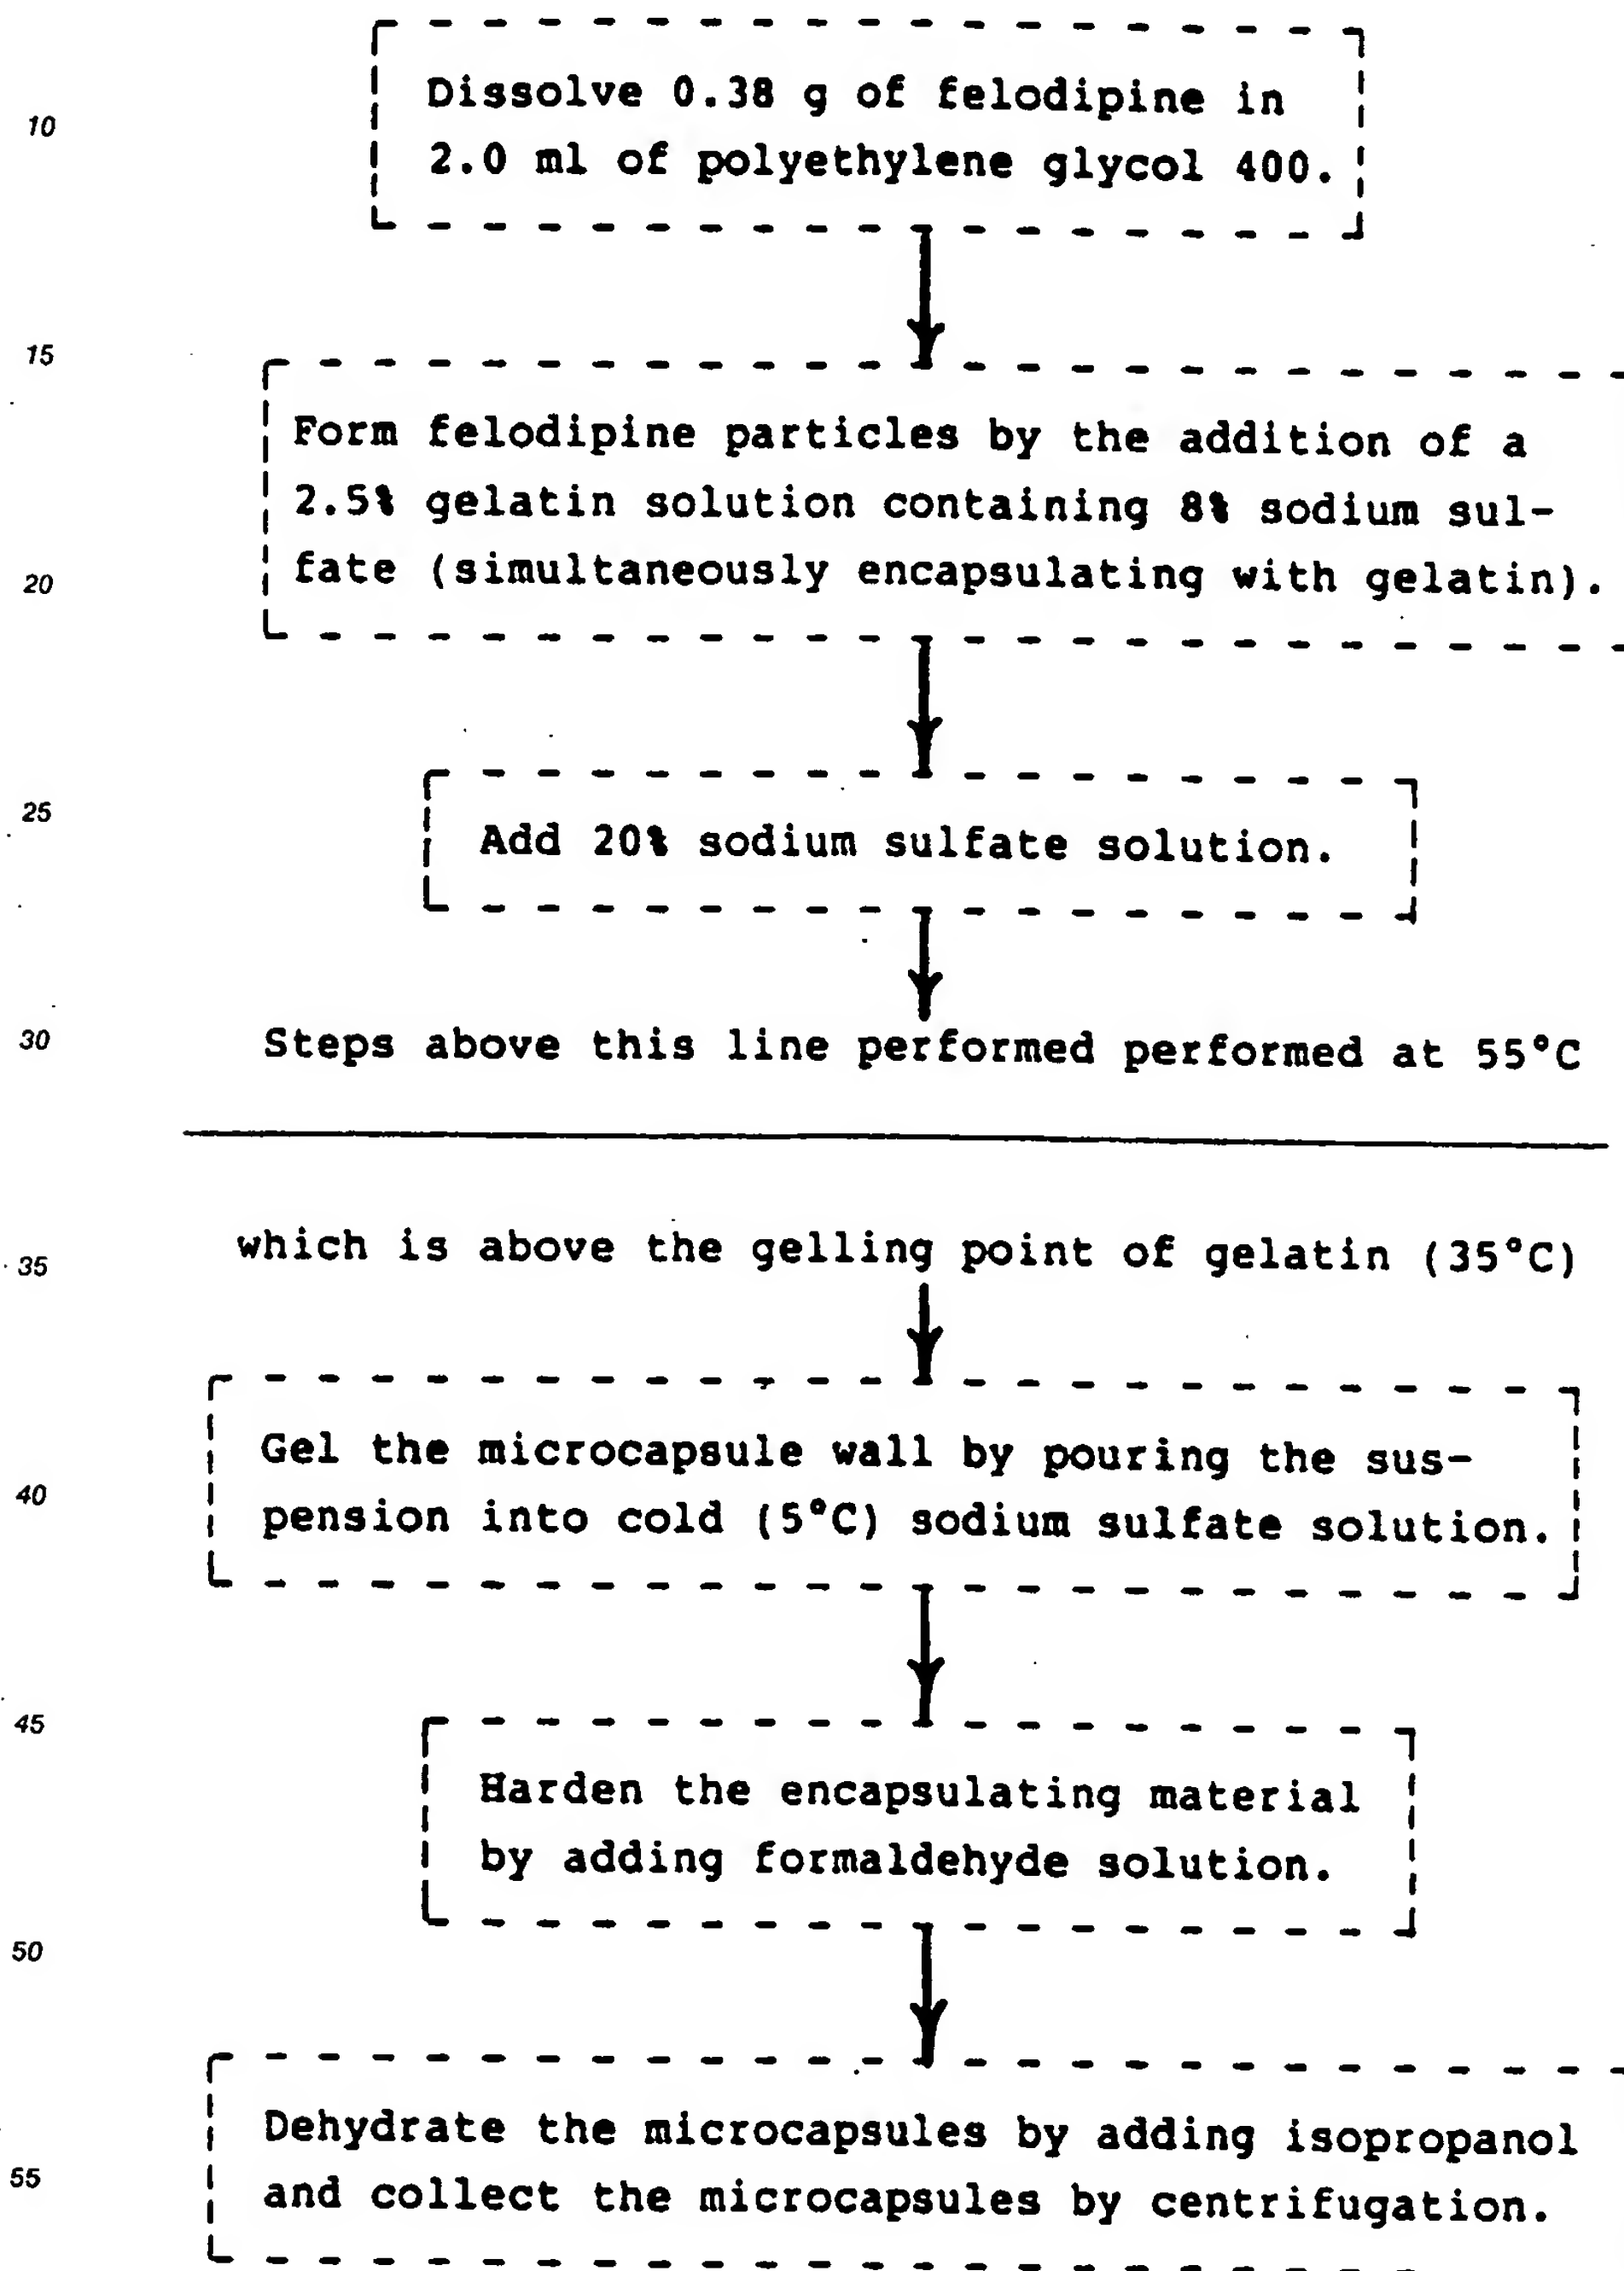 Dissolve 0.38 g of felodipine in
10
2.0 ml of polyethylene glycol 400.
15
Form felodipine particles by the addition of a
2.5% gelatin solution containing 8% sodium sul-
20
fate (simultaneously encapsulating with gelatin).
25
Add 20% sodium sulfate solution.
30
Steps above this line performed performed at 55°C
35
which is above the gelling point of gelatin (35°C)
Gel the microcapsule wall by pouring the sus-
40
pension into cold (5°C) sodium sulfate solution.
45
Harden the encapsulating material
by adding formaldehyde solution.
50
Dehydrate the microcapsules by adding isopropanol
55
and collect the microcapsules by centrifugation.